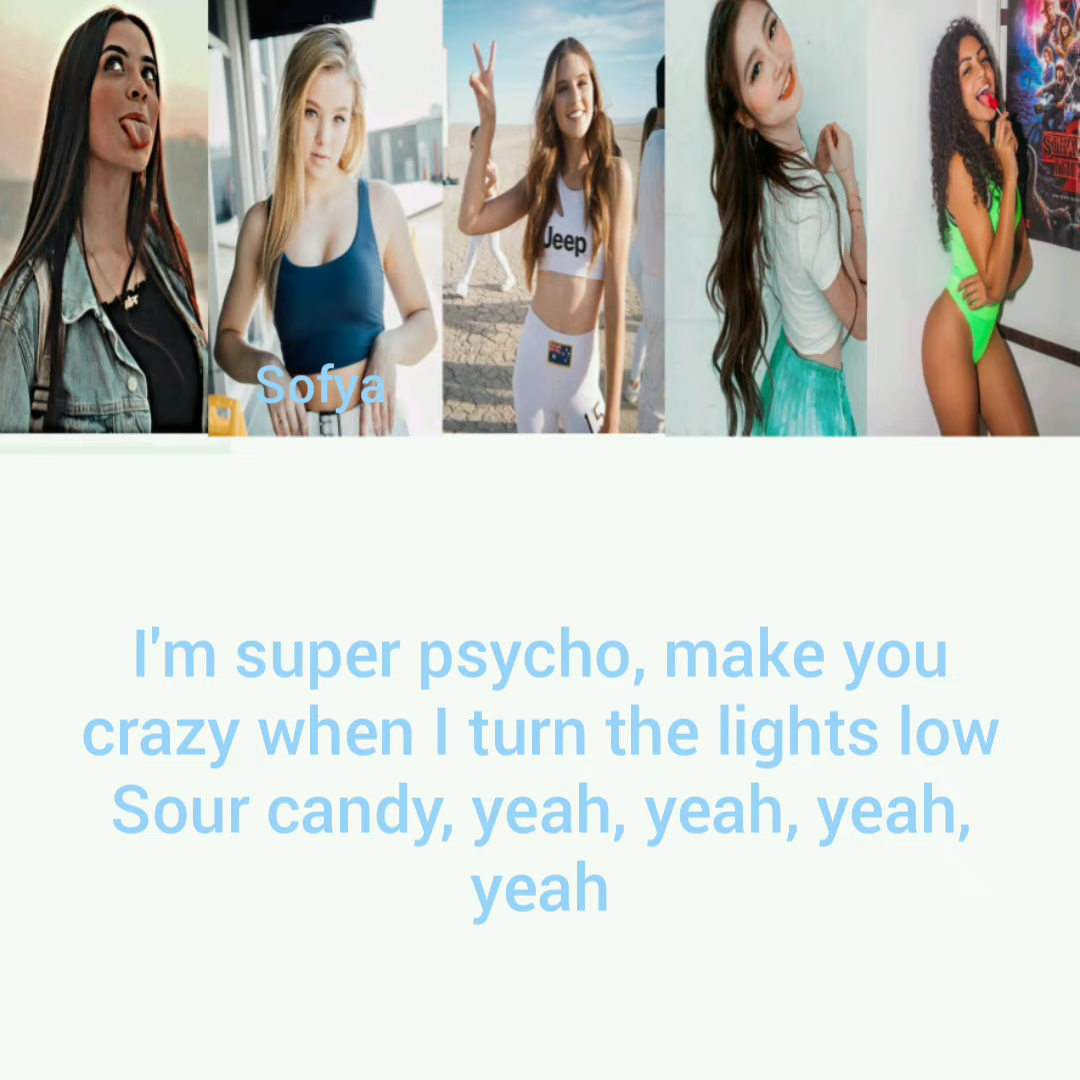 Jeep
Sofya
I'm super psycho, make you
crazy when I turn the lights low
Sour candy, yeah, yeah, yeah,
yeah